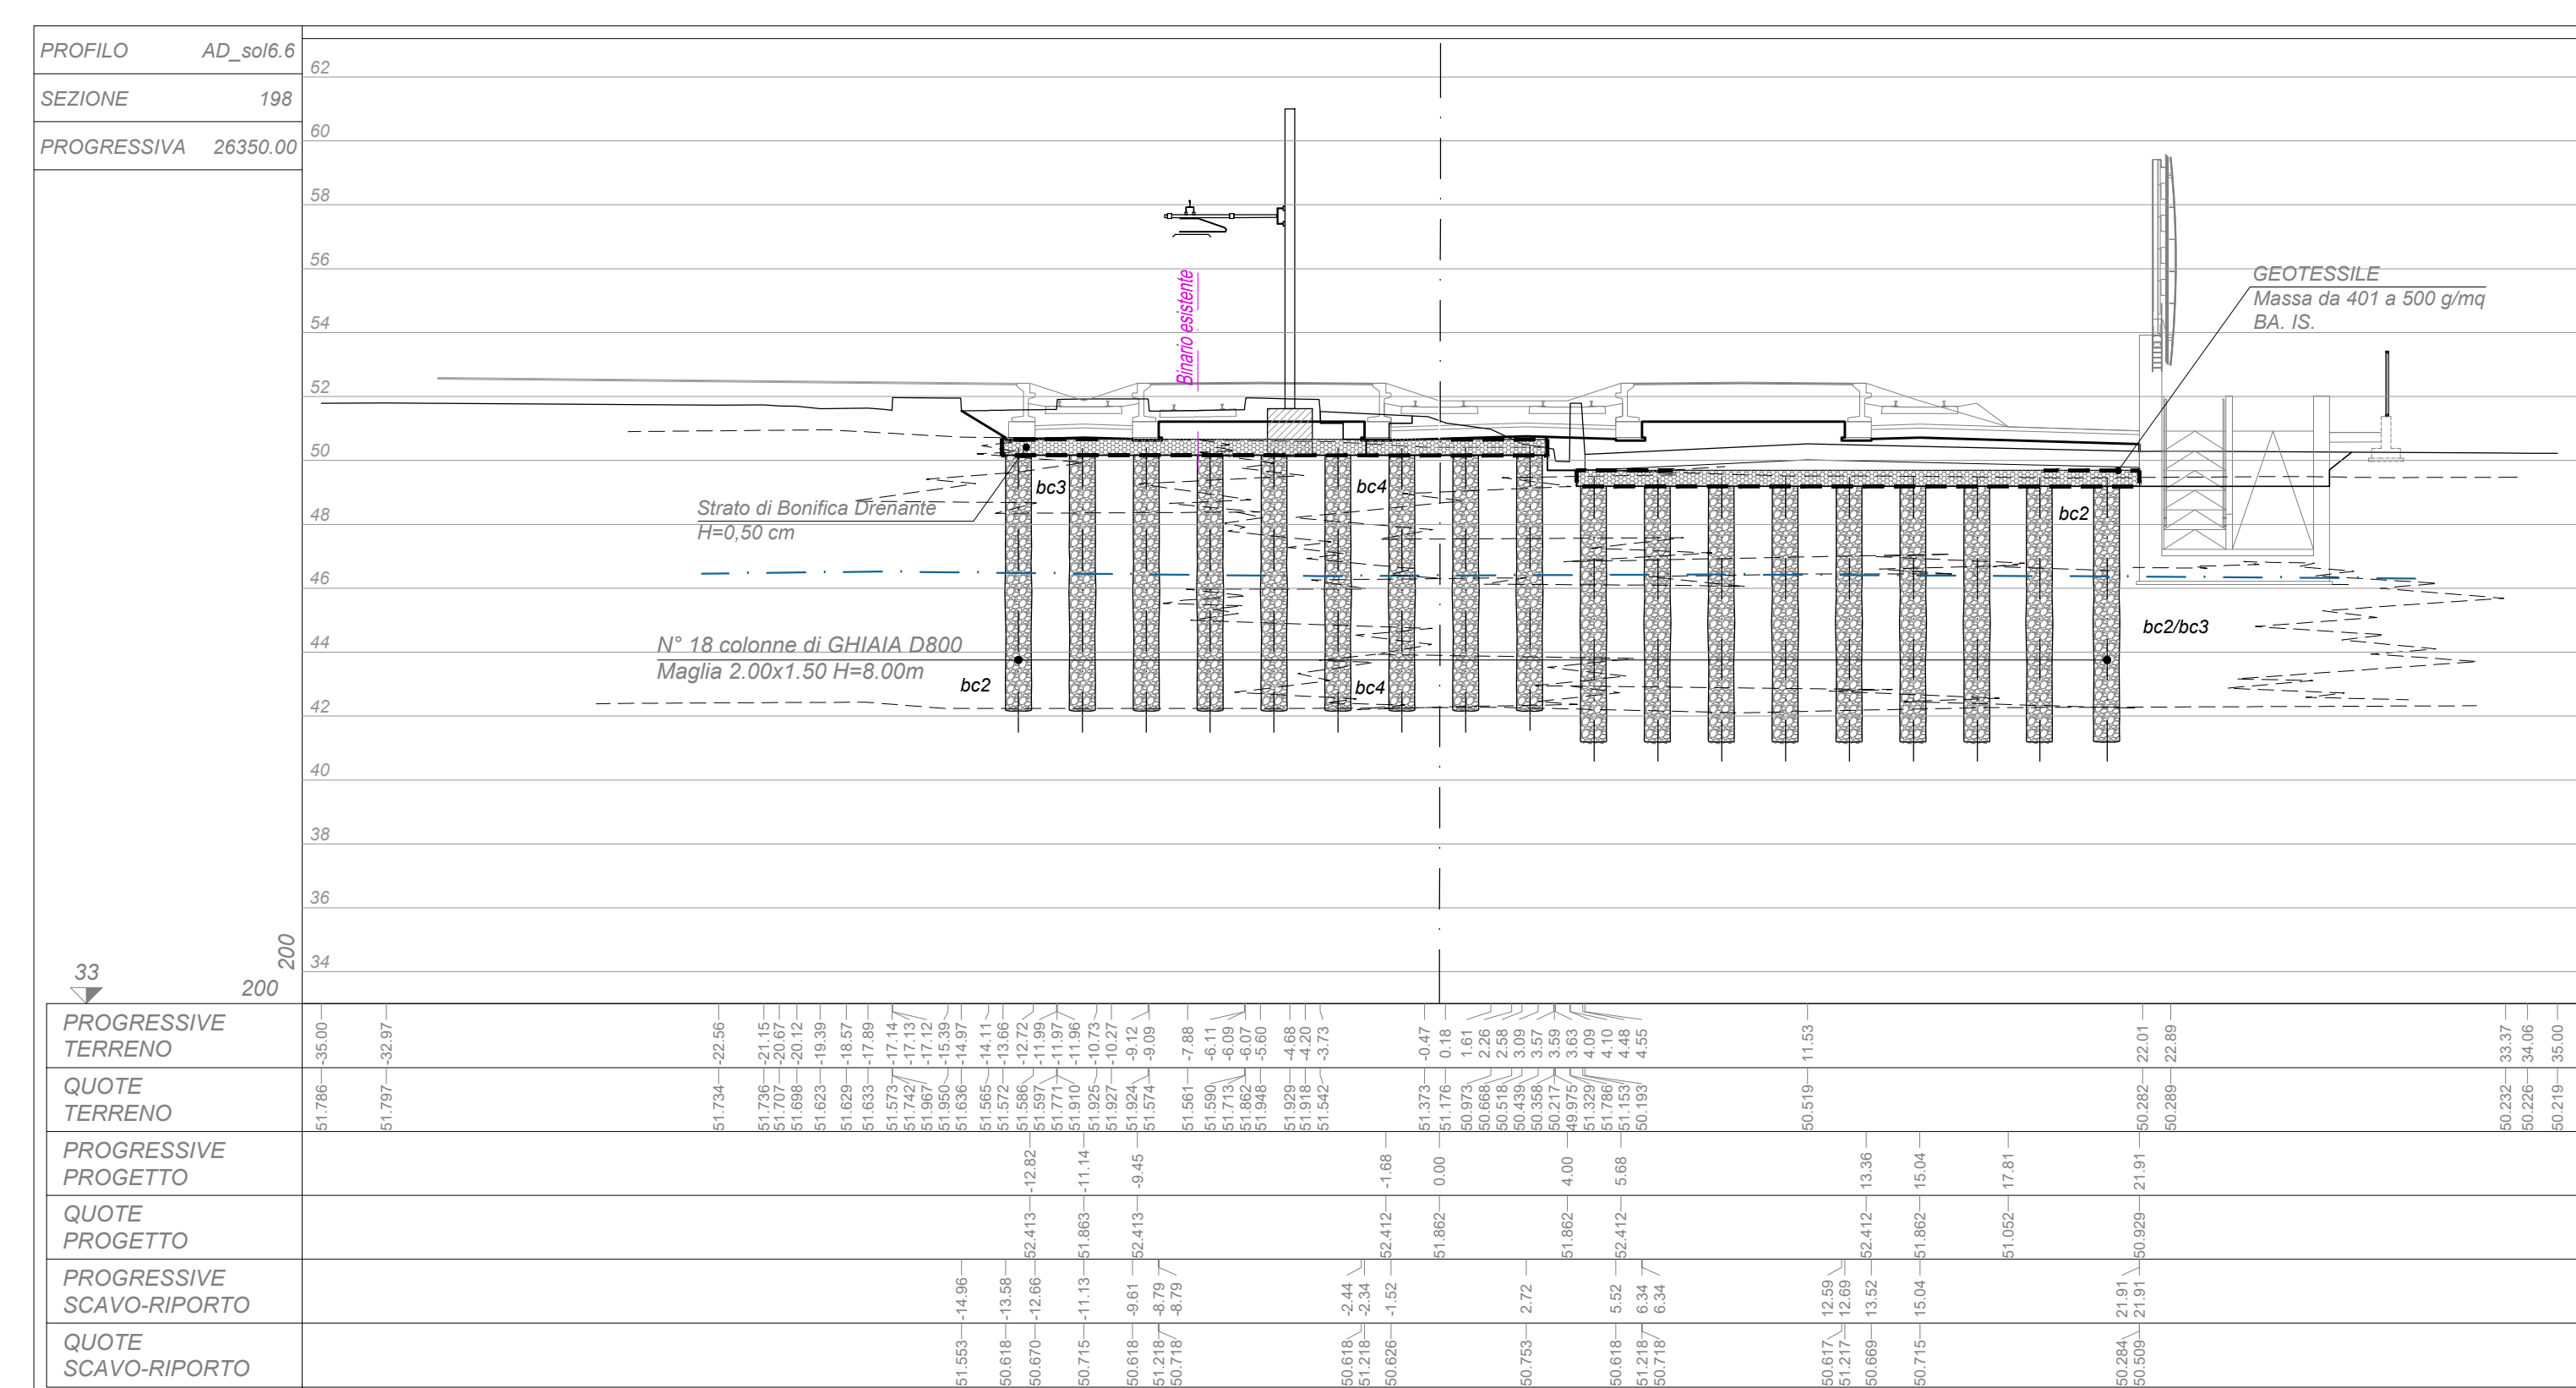 PROFILO AD_sol6.6
SEZIONE 198
PROGRESSIVA 26350.00
62
60
58
56
54
52
50
48
46
44
42
40
38
36
34
Binario esistente
GEOTESSILE
Massa da 401 a 500 g/mq
BA. IS.
bc3
bc4
Strato di Bonifica Drenante
H=0,50 cm
bc2
bc2/bc3
N° 18 colonne di GHIAIA D800
Maglia 2.00x1.50 H=8.00m
bc2
bc4
200
33
200
PROGRESSIVE
TERRENO
-35.00 -32.97 -22.56 -21.15 -20.67 -20.12 -19.39 -18.57 -17.89 -17.14 -17.13 -17.12 -15.39 -14.97 -14.11 -13.66 -12.72 -11.99 -11.97 -11.96 -10.73 -10.27 -9.12 -9.09 -7.88 -6.11 -6.09 -6.07 -5.60 -4.68 -4.20 -3.73 -0.47 0.18 1.61 2.26 2.58 3.09 3.57 3.59 3.63 4.09 4.10 4.48 4.55 11.53 22.01 22.89 33.37 34.06 35.00
QUOTE
TERRENO
51.786 51.797 51.734 51.736 51.707 51.698 51.623 51.629 51.633 51.573 51.742 51.967 51.950 51.636 51.565 51.572 51.586 51.597 51.771 51.910 51.925 51.927 51.924 51.574 51.561 51.590 51.713 51.862 51.948 51.929 51.918 51.542 51.373 51.176 50.973 50.668 50.518 50.439 50.358 50.217 49.975 51.329 51.786 51.153 50.193 50.519 50.282 50.289 50.232 50.226 50.219
PROGRESSIVE
PROGETTO
-12.82 -11.14 -9.45 -1.68 0.00 4.00 5.68 13.36 15.04 17.81 21.91
QUOTE
PROGETTO
52.413 51.863 52.413 52.412 51.862 51.862 52.412 52.412 51.862 51.052 50.929
PROGRESSIVE
SCAVO-RIPORTO
-14.96 -13.58 -12.66 -11.13 -9.61 -8.79 -8.79 -2.44 -2.34 -1.52 2.72 5.52 6.34 6.34 12.59 12.69 13.52 15.04 21.91 21.91
QUOTE
SCAVO-RIPORTO
51.553 50.618 50.670 50.715 50.618 51.218 50.718 50.618 51.218 50.626 50.753 50.618 51.218 50.718 50.617 51.217 50.669 50.715 50.284 50.509